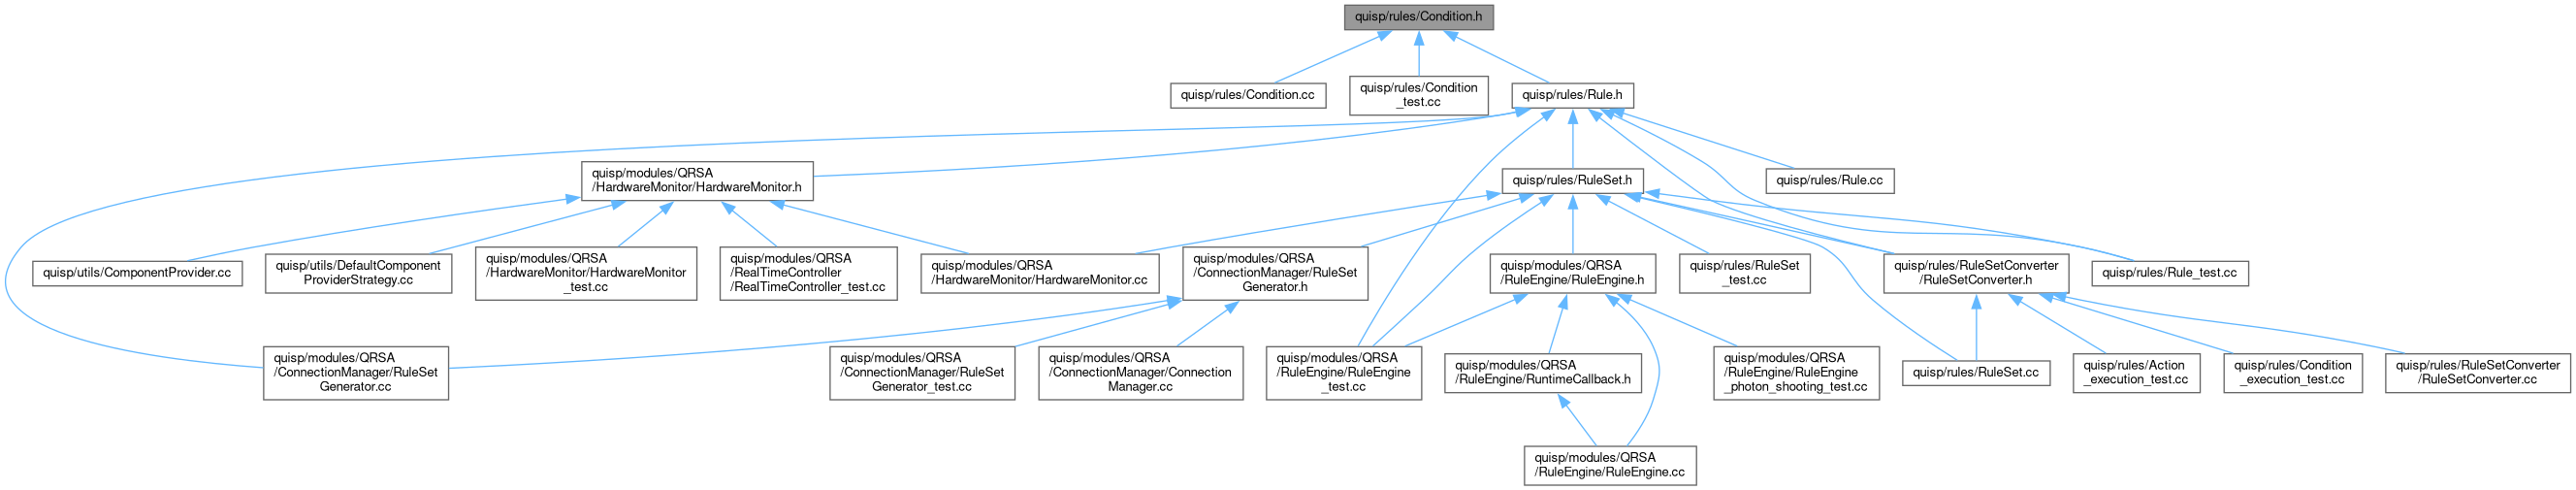 quisp/rules/Condition.h
quisp/rules/Condition.cc
quisp/rules/Condition
_test.cc
quisp/rules/Rule.h
quisp/modules/QRSA
/HardwareMonitor/HardwareMonitor.h
quisp/rules/RuleSet.h
quisp/rules/Rule.cc
quisp/utils/ComponentProvider.cc
quisp/utils/DefaultComponent
ProviderStrategy.cc
quisp/modules/QRSA
/HardwareMonitor/HardwareMonitor
_test.cc
quisp/modules/QRSA
/RealTimeController
/RealTimeController_test.cc
quisp/modules/QRSA
/HardwareMonitor/HardwareMonitor.cc
quisp/modules/QRSA
/ConnectionManager/RuleSet
Generator.h
quisp/modules/QRSA
/RuleEngine/RuleEngine.h
quisp/rules/RuleSet
_test.cc
quisp/rules/RuleSetConverter
/RuleSetConverter.h
quisp/rules/Rule_test.cc
quisp/modules/QRSA
/ConnectionManager/RuleSet
Generator.cc
quisp/modules/QRSA
/ConnectionManager/RuleSet
Generator_test.cc
quisp/modules/QRSA
/ConnectionManager/Connection
Manager.cc
quisp/modules/QRSA
/RuleEngine/RuleEngine
_test.cc
quisp/modules/QRSA
/RuleEngine/RuntimeCallback.h
quisp/modules/QRSA
/RuleEngine/RuleEngine
_photon_shooting_test.cc
quisp/rules/RuleSet.cc
quisp/rules/Action
_execution_test.cc
quisp/rules/Condition
_execution_test.cc
quisp/rules/RuleSetConverter
/RuleSetConverter.cc
quisp/modules/QRSA
/RuleEngine/RuleEngine.cc